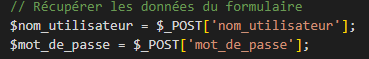 // Récupérer les données du formulaire
$nom_utilisateur = $_POST['nom_utilisateur'];
$mot_de_passe = $_POST['mot_de_passe'];